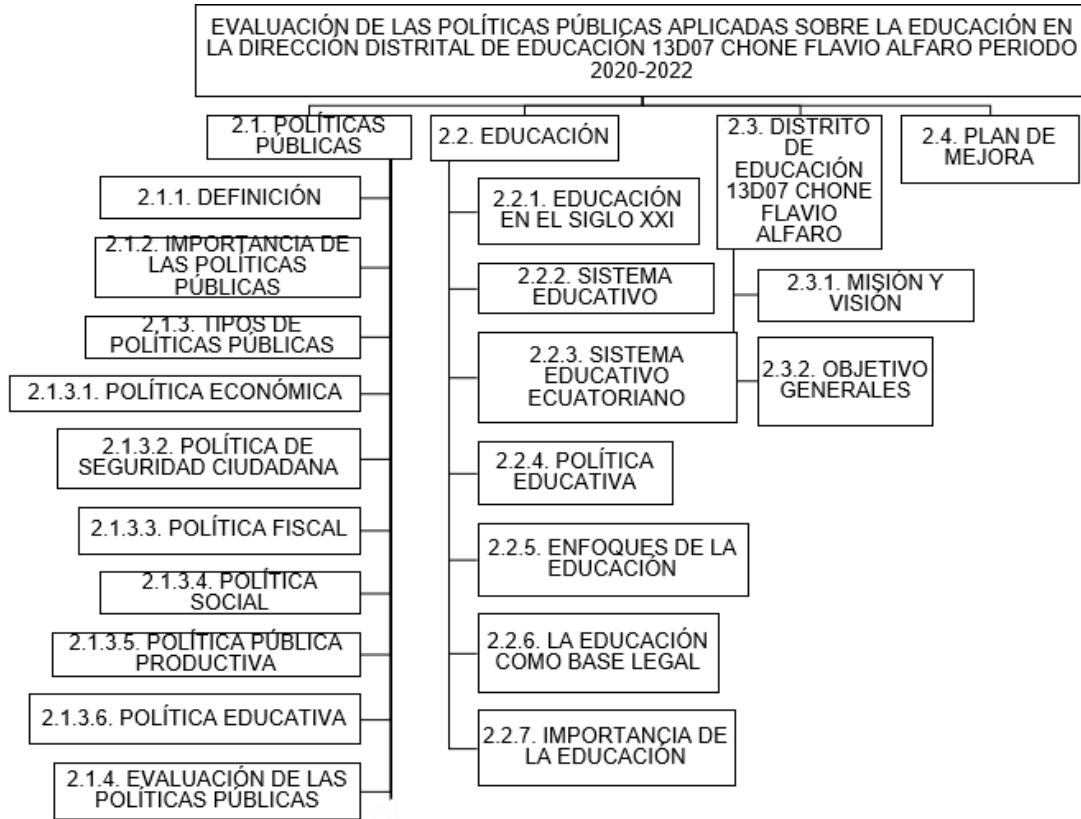 EVALUACIÓN DE LAS POLÍTICAS PÚBLICAS APLICADAS SOBRE LA EDUCACIÓN EN
LA DIRECCIÓN DISTRITAL DE EDUCACIÓN 13D07 CHONE FLAVIO ALFARO PERIODO
2020-2022
2.1. POLÍTICAS
PÚBLICAS
2.1.1. DEFINICIÓN
2.1.2. IMPORTANCIA DE
LAS POLÍTICAS
PÚBLICAS
2.1.3. TIPOS DE
POLÍTICAS PÚBLICAS
2.1.3.1. POLÍTICA ECONÓMICA
2.1.3.2. POLÍTICA DE
SEGURIDAD CIUDADANA
2.1.3.3. POLÍTICA FISCAL
2.1.3.4. POLÍTICA
SOCIAL
2.1.3.5. POLÍTICA PÚBLICA
PRODUCTIVA
2.1.3.6. POLÍTICA EDUCATIVA
2.1.4. EVALUACIÓN DE LAS
POLÍTICAS PÚBLICAS
2.2. EDUCACIÓN
2.2.1. EDUCACIÓN
EN EL SIGLO XXI
2.2.2. SISTEMA
EDUCATIVO
2.2.3. SISTEMA
EDUCATIVO
ECUATORIANO
2.2.4. POLÍTICA
EDUCATIVA
2.2.5. ENFOQUES DE LA
EDUCACIÓN
2.2.6. LA EDUCACIÓN
COMO BASE LEGAL
2.2.7. IMPORTANCIA DE
LA EDUCACIÓN
2.3. DISTRITO
DE
EDUCACIÓN
13D07 CHONE
FLAVIO
ALFARO
2.3.1. MISIÓN Y
VISIÓN
2.3.2. OBJETIVO
GENERALES
2.4. PLAN DE
MEJORA